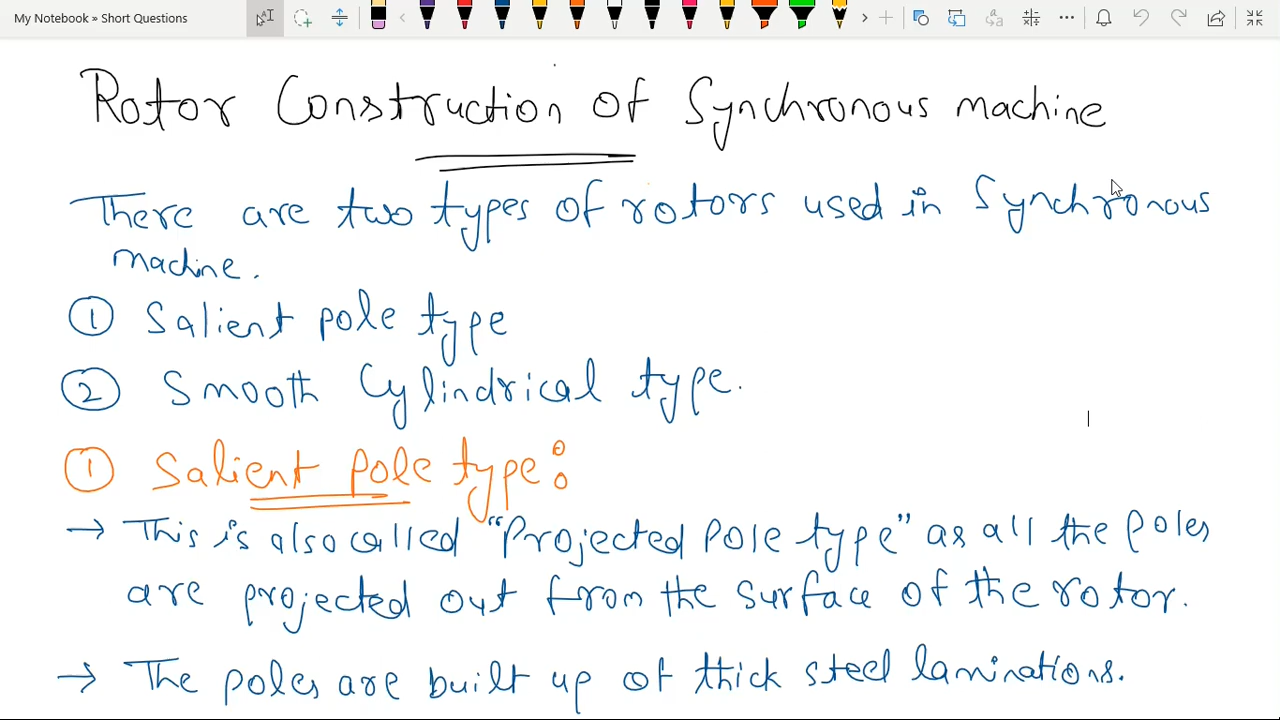 My Notebook » Short Questions
Rotor Construction of Synchronous machine
There are two types of rotors used in Synchronous
machine.
① Salient pole type
② Smooth Cylindrical type.
① Salient pole type:
→ This is also called "Projected Pole type" as all the poles
are projected out from the surface of the rotor.
→ The poles are built up of thick steel laminations.